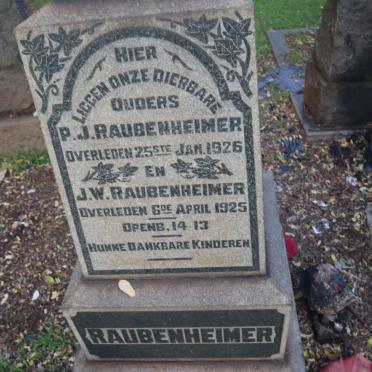 HIER
LIGGEN ONZE DIERBARE
OUDERS
P.J. RAUBENHEIMER
OVERLEDEN 25STE JAN. 1926
EN
J.W. RAUBENHEIMER
OVERLEDEN 6DE APRIL 1925
OPENB. 14 13
HUNNE DANKBARE KINDEREN
RAUBENHEIMER